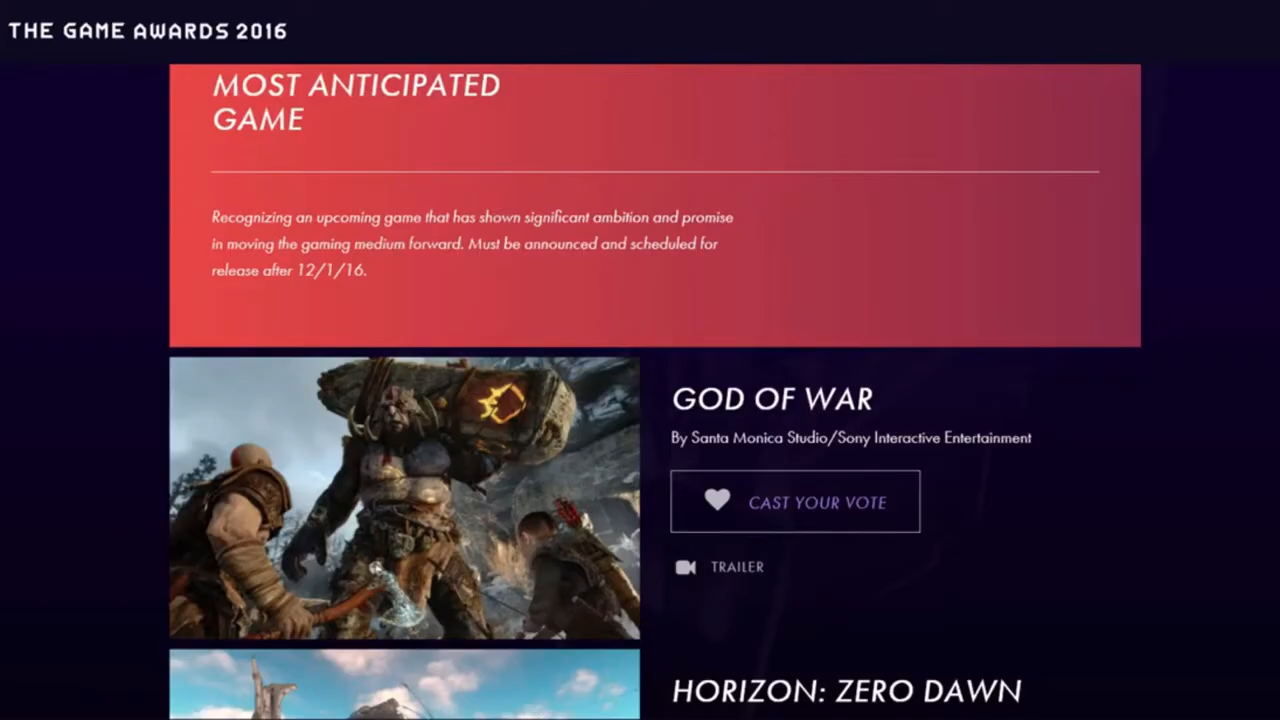 THE GAME AWARDS 2016
MOST ANTICIPATED
GAME
Recognizing an upcoming game that has shown significant ambition and promise
in moving the gaming medium forward. Must be announced and scheduled for
release after 12/1/16.
GOD OF WAR
By Santa Monica Studio/Sony Interactive Entertainment
CAST YOUR VOTE
TRAILER
HORIZON: ZERO DAWN